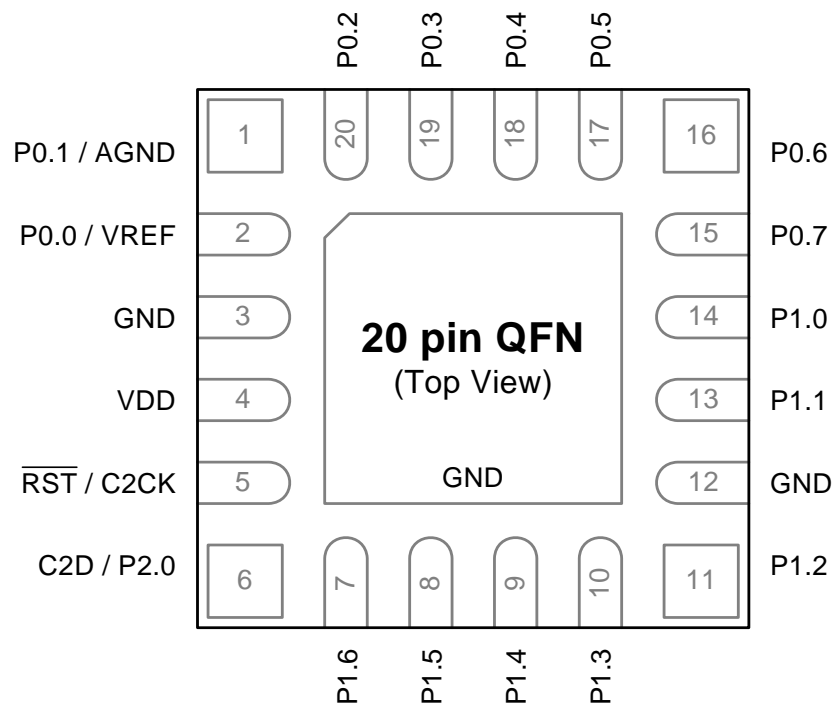 P0.2
P0.3
P0.4
P0.5
P0.1 / AGND
1
20
19
18
17
16
P0.6
P0.0 / VREF
2
15
P0.7
GND
3
14
P1.0
20 pin QFN
(Top View)
VDD
4
13
P1.1
RST / C2CK
5
GND
12
GND
C2D / P2.0
6
7
8
9
10
11
P1.2
P1.6
P1.5
P1.4
P1.3